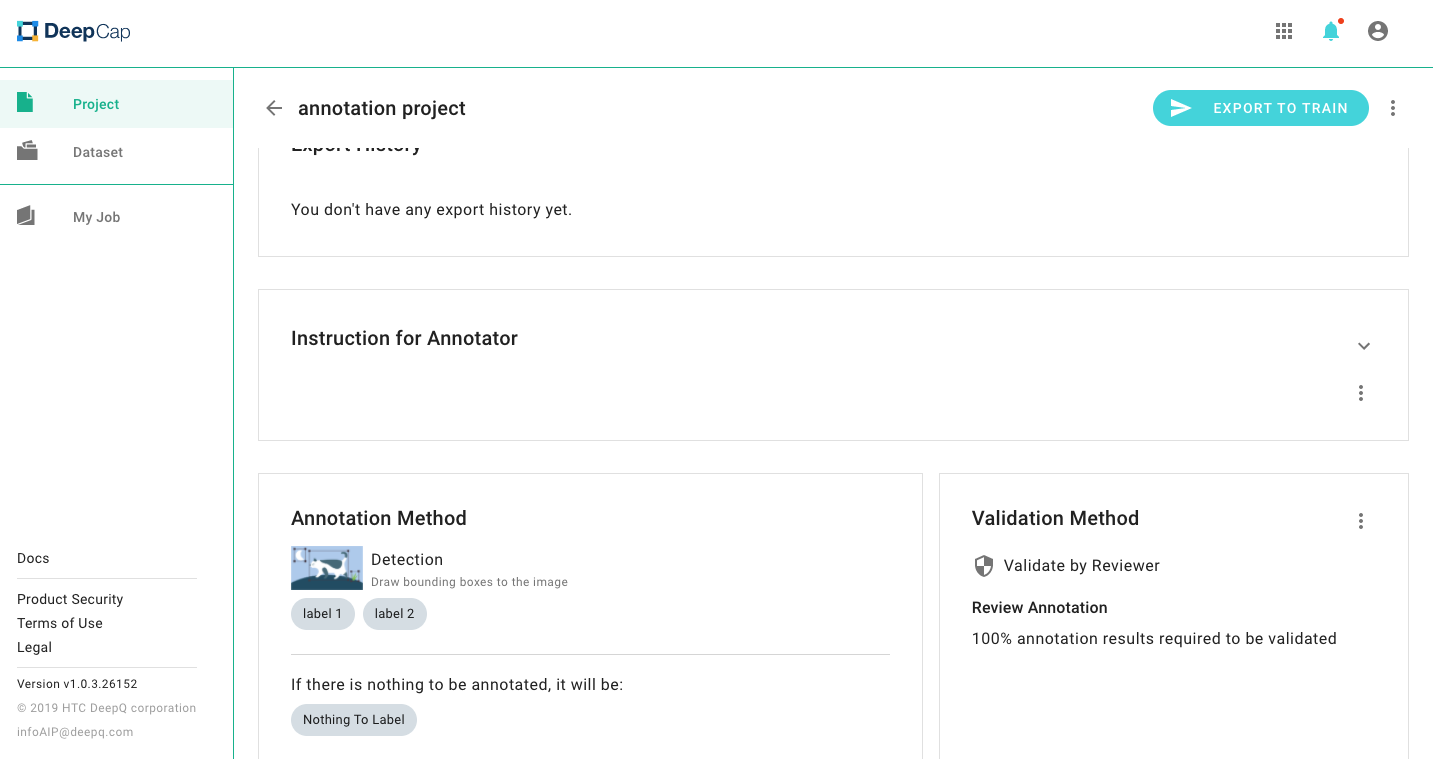 DeepCap
Project
Dataset
My Job
Docs
Product Security
Terms of Use
Legal
Version v1.0.3.26152
© 2019 HTC DeepQ corporation
infoAIP@deepq.com
annotation project
EXPORT TO TRAIN
Export History
You don't have any export history yet.
Instruction for Annotator
Annotation Method
Detection
Draw bounding boxes to the image
label 1 label 2
If there is nothing to be annotated, it will be:
Nothing To Label
Validation Method
Validate by Reviewer
Review Annotation
100% annotation results required to be validated